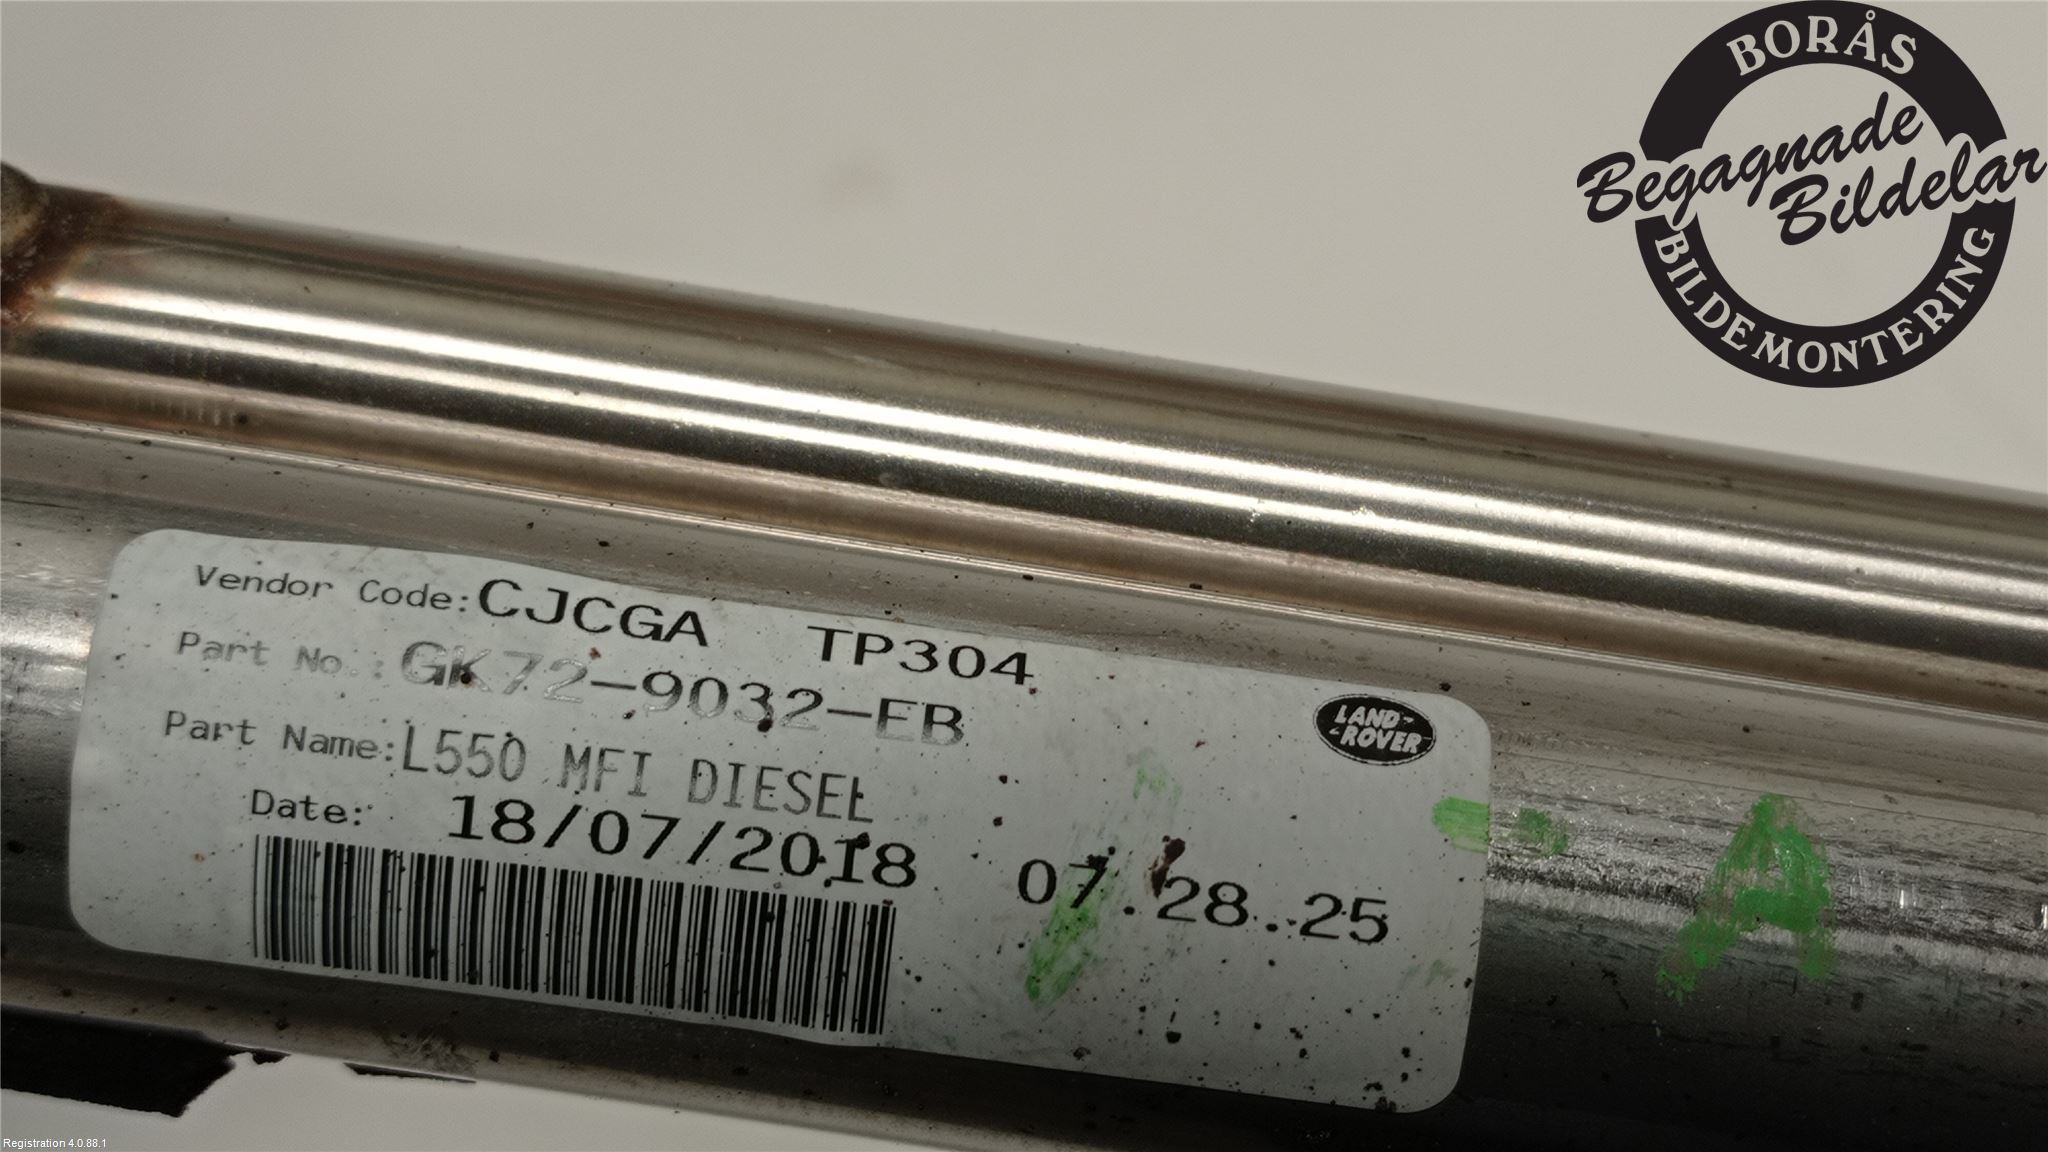 BORÅS
Begagnade
Bildelar
BILDEMONTERING
Vendor Code: CJCGA TP304
Part No.: GK72-9032-EB
LAND-
-ROVER
Part Name: L550 MFI DIESEL
Date: 18/07/2018 07.28..25
A
Registration 4.0.88.1